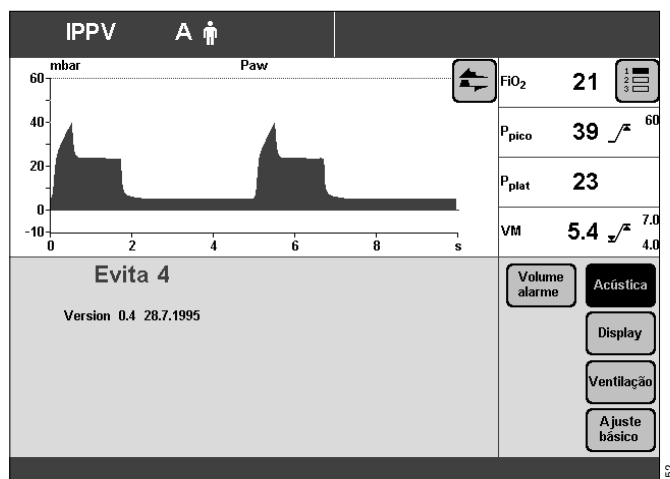 IPPV A
mbar Paw
60
40
20
0
-10
0 2 4 6 8 s
FiO2 21 1 2 3
Ppico 39 60
Pplat 23
VM 5.4 7.0 4.0
Evita 4
Version 0.4 28.7.1995
Volume alarme
Acústica
Display
Ventilação
Ajuste básico
52